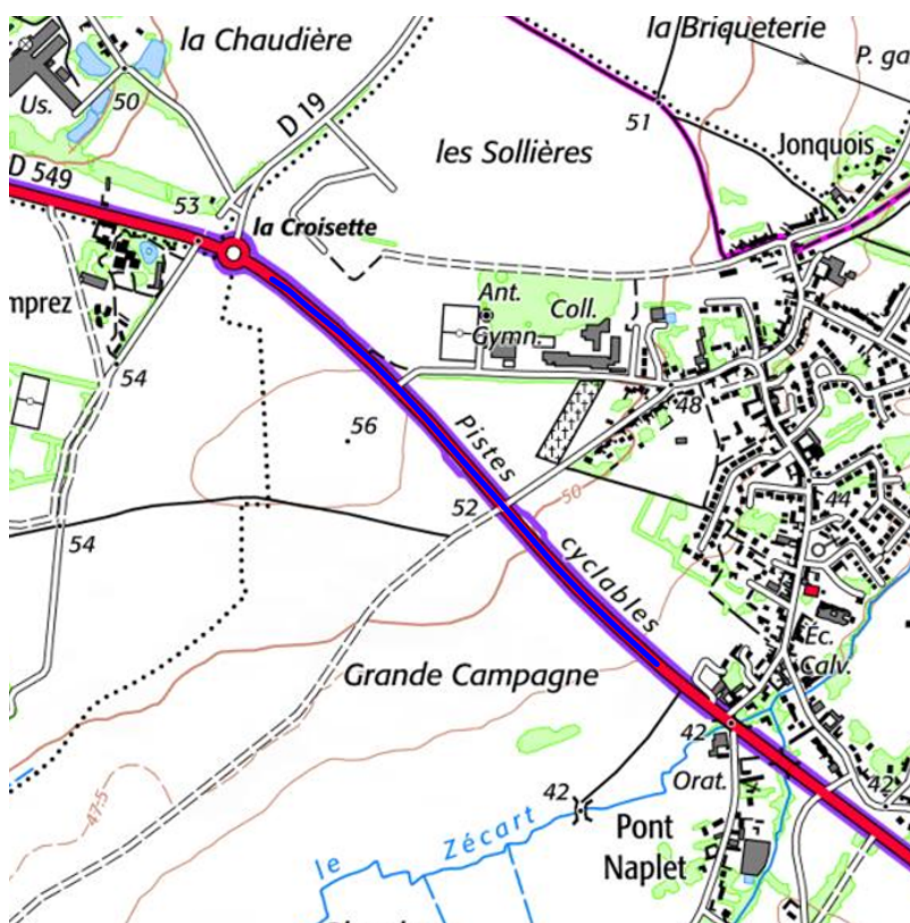 la Chaudière
la Briqueterie
P. ga
Us.
50
D 19
51
les Sollières
Jonquois
D 549
53
la Croisette
mprez
Ant.
Coll.
Gymn.
54
48
56
Pistes
cyclables
50
52
44
54
Grande Campagne
Éc.
Calv.
42
Orat.
42
42
47.5
Pont
Naplet
le Zécart